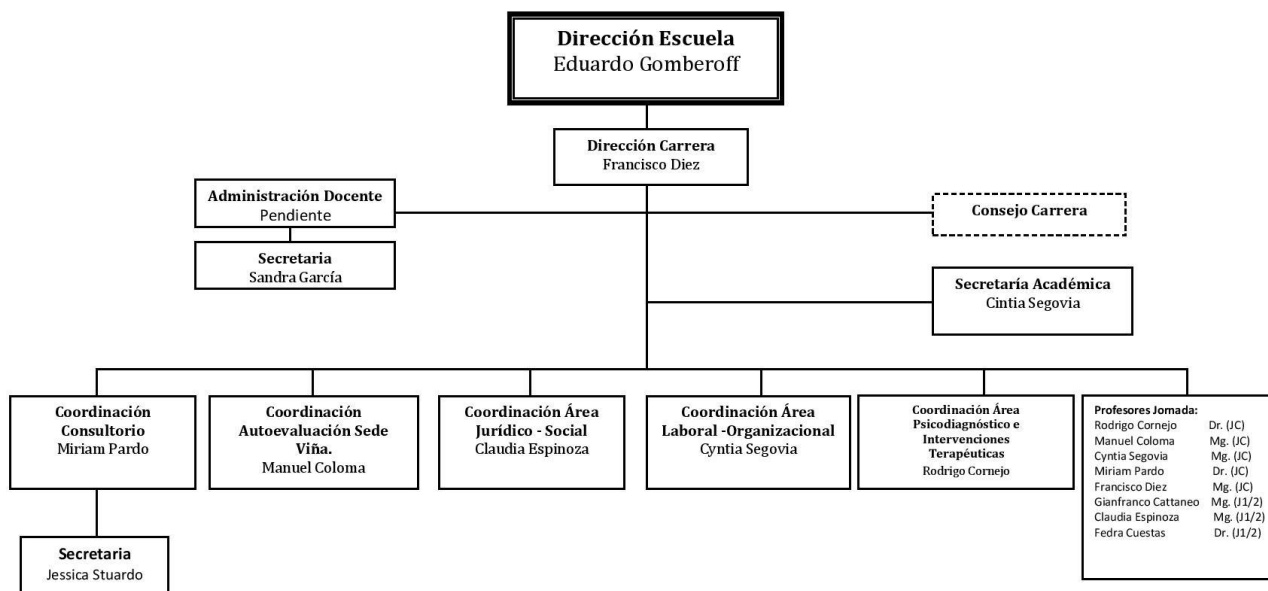 Dirección Escuela
Eduardo Gomberoff
Dirección Carrera
Francisco Diez
Administración Docente
Pendiente
Consejo Carrera
Secretaria
Sandra García
Secretaría Académica
Cintia Segovia
Coordinación
Consultorio
Miriam Pardo
Coordinación
Autoevaluación Sede
Viña.
Manuel Coloma
Coordinación Área
Jurídico - Social
Claudia Espinoza
Coordinación Área
Laboral -Organizacional
Cyntia Segovia
Coordinación Área
Psicodiagnóstico e
Intervenciones
Terapéuticas
Rodrigo Cornejo
Profesores Jornada:
Rodrigo Cornejo Dr. (JC)
Manuel Coloma Mg. (JC)
Cyntia Segovia Mg. (JC)
Miriam Pardo Dr. (JC)
Francisco Diez Mg. (JC)
Gianfranco Cattaneo Mg. (J1/2)
Claudia Espinoza Mg. (J1/2)
Fedra Cuestas Dr. (J1/2)
Secretaria
Jessica Stuardo